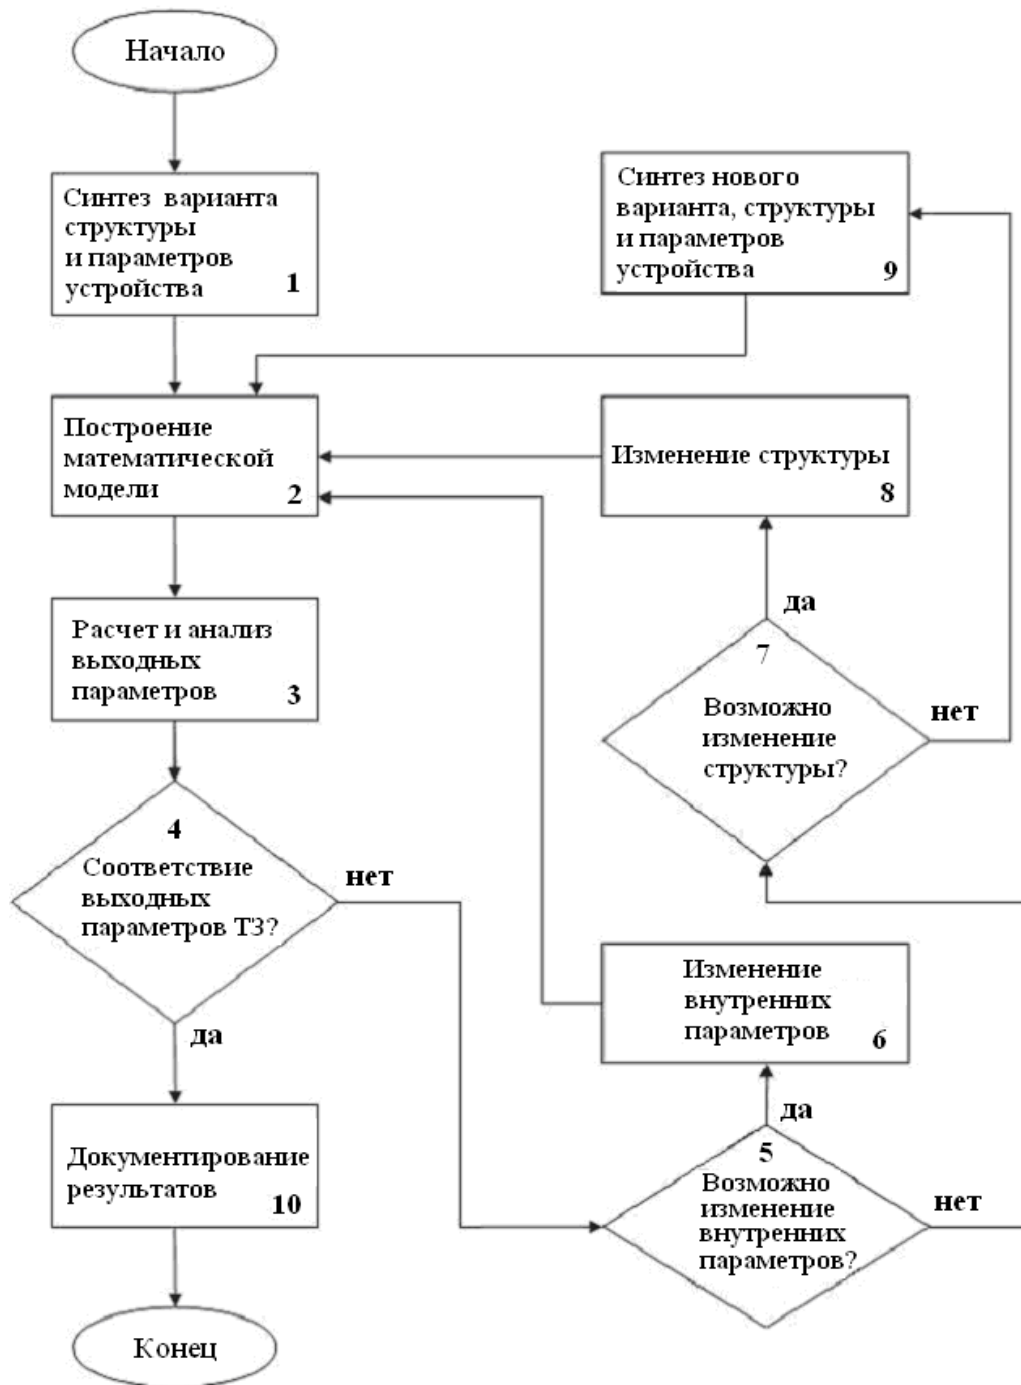 Начало
Синтез варианта
структуры
и параметров
устройства
1
Синтез нового
варианта, структуры
и параметров
устройства
9
Построение
математической
модели
2
Изменение структуры
8
Расчет и анализ
выходных
параметров
3
да
7
Возможно
изменение
структуры?
нет
4
Соответствие
выходных
параметров ТЗ?
нет
да
Изменение
внутренних
параметров
6
да
5
Возможно
изменение
внутренних
параметров?
нет
Документирование
результатов
10
Конец